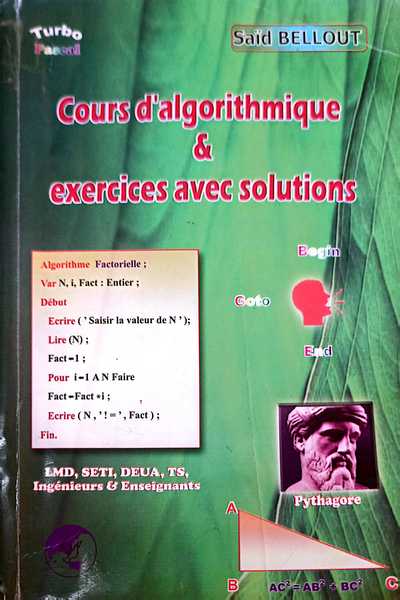 Turbo
Pascal
Saïd BELLOUT
Cours d'algorithmique
&
exercices avec solutions
Algorithme Factorielle ;
Var N, i, Fact : Entier ;
Début
Ecrire ( ’ Saisir la valeur de N ’ );
Lire (N) ;
Fact=1 ;
Pour i=1 A N Faire
Fact=Fact*i ;
Ecrire ( N , ’ ! = ’ , Fact ) ;
Fin.
Begin
Goto
End
LMD, SETI, DEUA, TS,
Ingénieurs & Enseignants
Pythagore
A
B
C
AC² = AB² + BC²